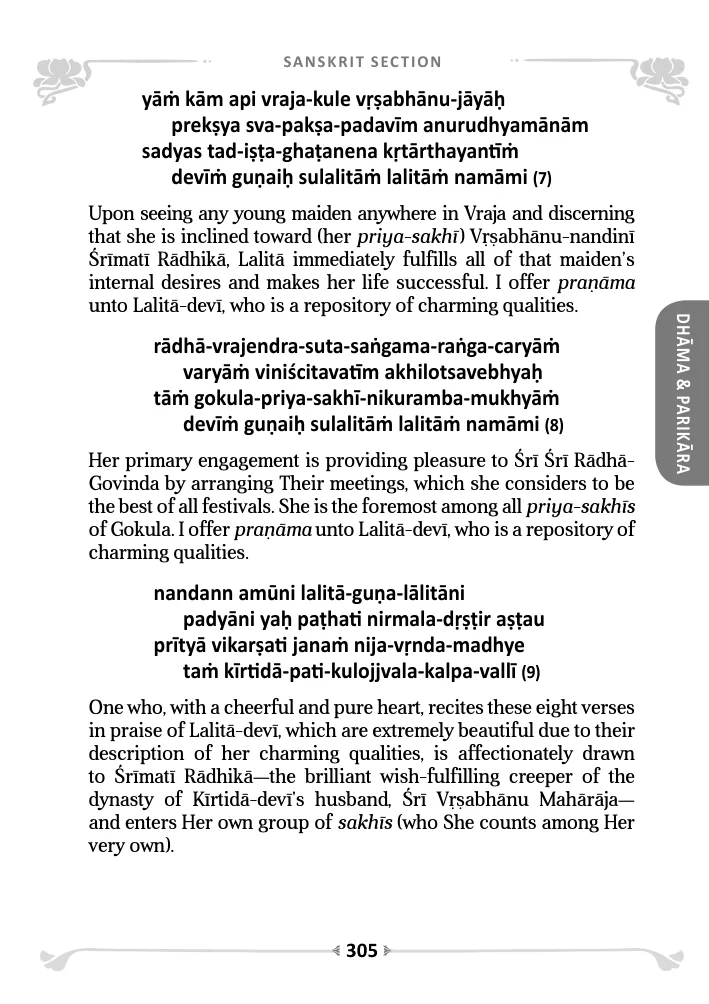 SANSKRIT SECTION
yāṁ kām api vraja-kule vṛṣabhānu-jāyāḥ
prekṣya sva-pakṣa-padavīm anurudhyamānām
sadyas tad-iṣṭa-ghaṭanena kṛtārthayantīṁ
devīṁ guṇaiḥ sulalitāṁ lalitāṁ namāmi (7)
Upon seeing any young maiden anywhere in Vraja and discerning
that she is inclined toward (her priya-sakhī) Vṛṣabhānu-nandinī
Śrīmatī Rādhikā, Lalitā immediately fulfills all of that maiden's
internal desires and makes her life successful. I offer praṇāma
unto Lalitā-devī, who is a repository of charming qualities.
rādhā-vrajendra-suta-saṅgama-raṅga-caryāṁ
varyāṁ viniścitavatīm akhilotsavebhyaḥ
tāṁ gokula-priya-sakhī-nikuramba-mukhyāṁ
devīṁ guṇaiḥ sulalitāṁ lalitāṁ namāmi (8)
Her primary engagement is providing pleasure to Śrī Śrī Rādhā-
Govinda by arranging Their meetings, which she considers to be
the best of all festivals. She is the foremost among all priya-sakhīs
of Gokula. I offer praṇāma unto Lalitā-devī, who is a repository of
charming qualities.
nandann amūni lalitā-guṇa-lālitāni
padyāni yaḥ paṭhati nirmala-dṛṣṭir aṣṭau
prītyā vikarṣati janaṁ nija-vṛnda-madhye
taṁ kīrtidā-pati-kulojjvala-kalpa-vallī (9)
One who, with a cheerful and pure heart, recites these eight verses
in praise of Lalitā-devī, which are extremely beautiful due to their
description of her charming qualities, is affectionately drawn
to Śrīmatī Rādhikā—the brilliant wish-fulfilling creeper of the
dynasty of Kīrtidā-devī's husband, Śrī Vṛṣabhānu Mahārāja—
and enters Her own group of sakhīs (who She counts among Her
very own).
DHĀMA & PARIKĀRA
305